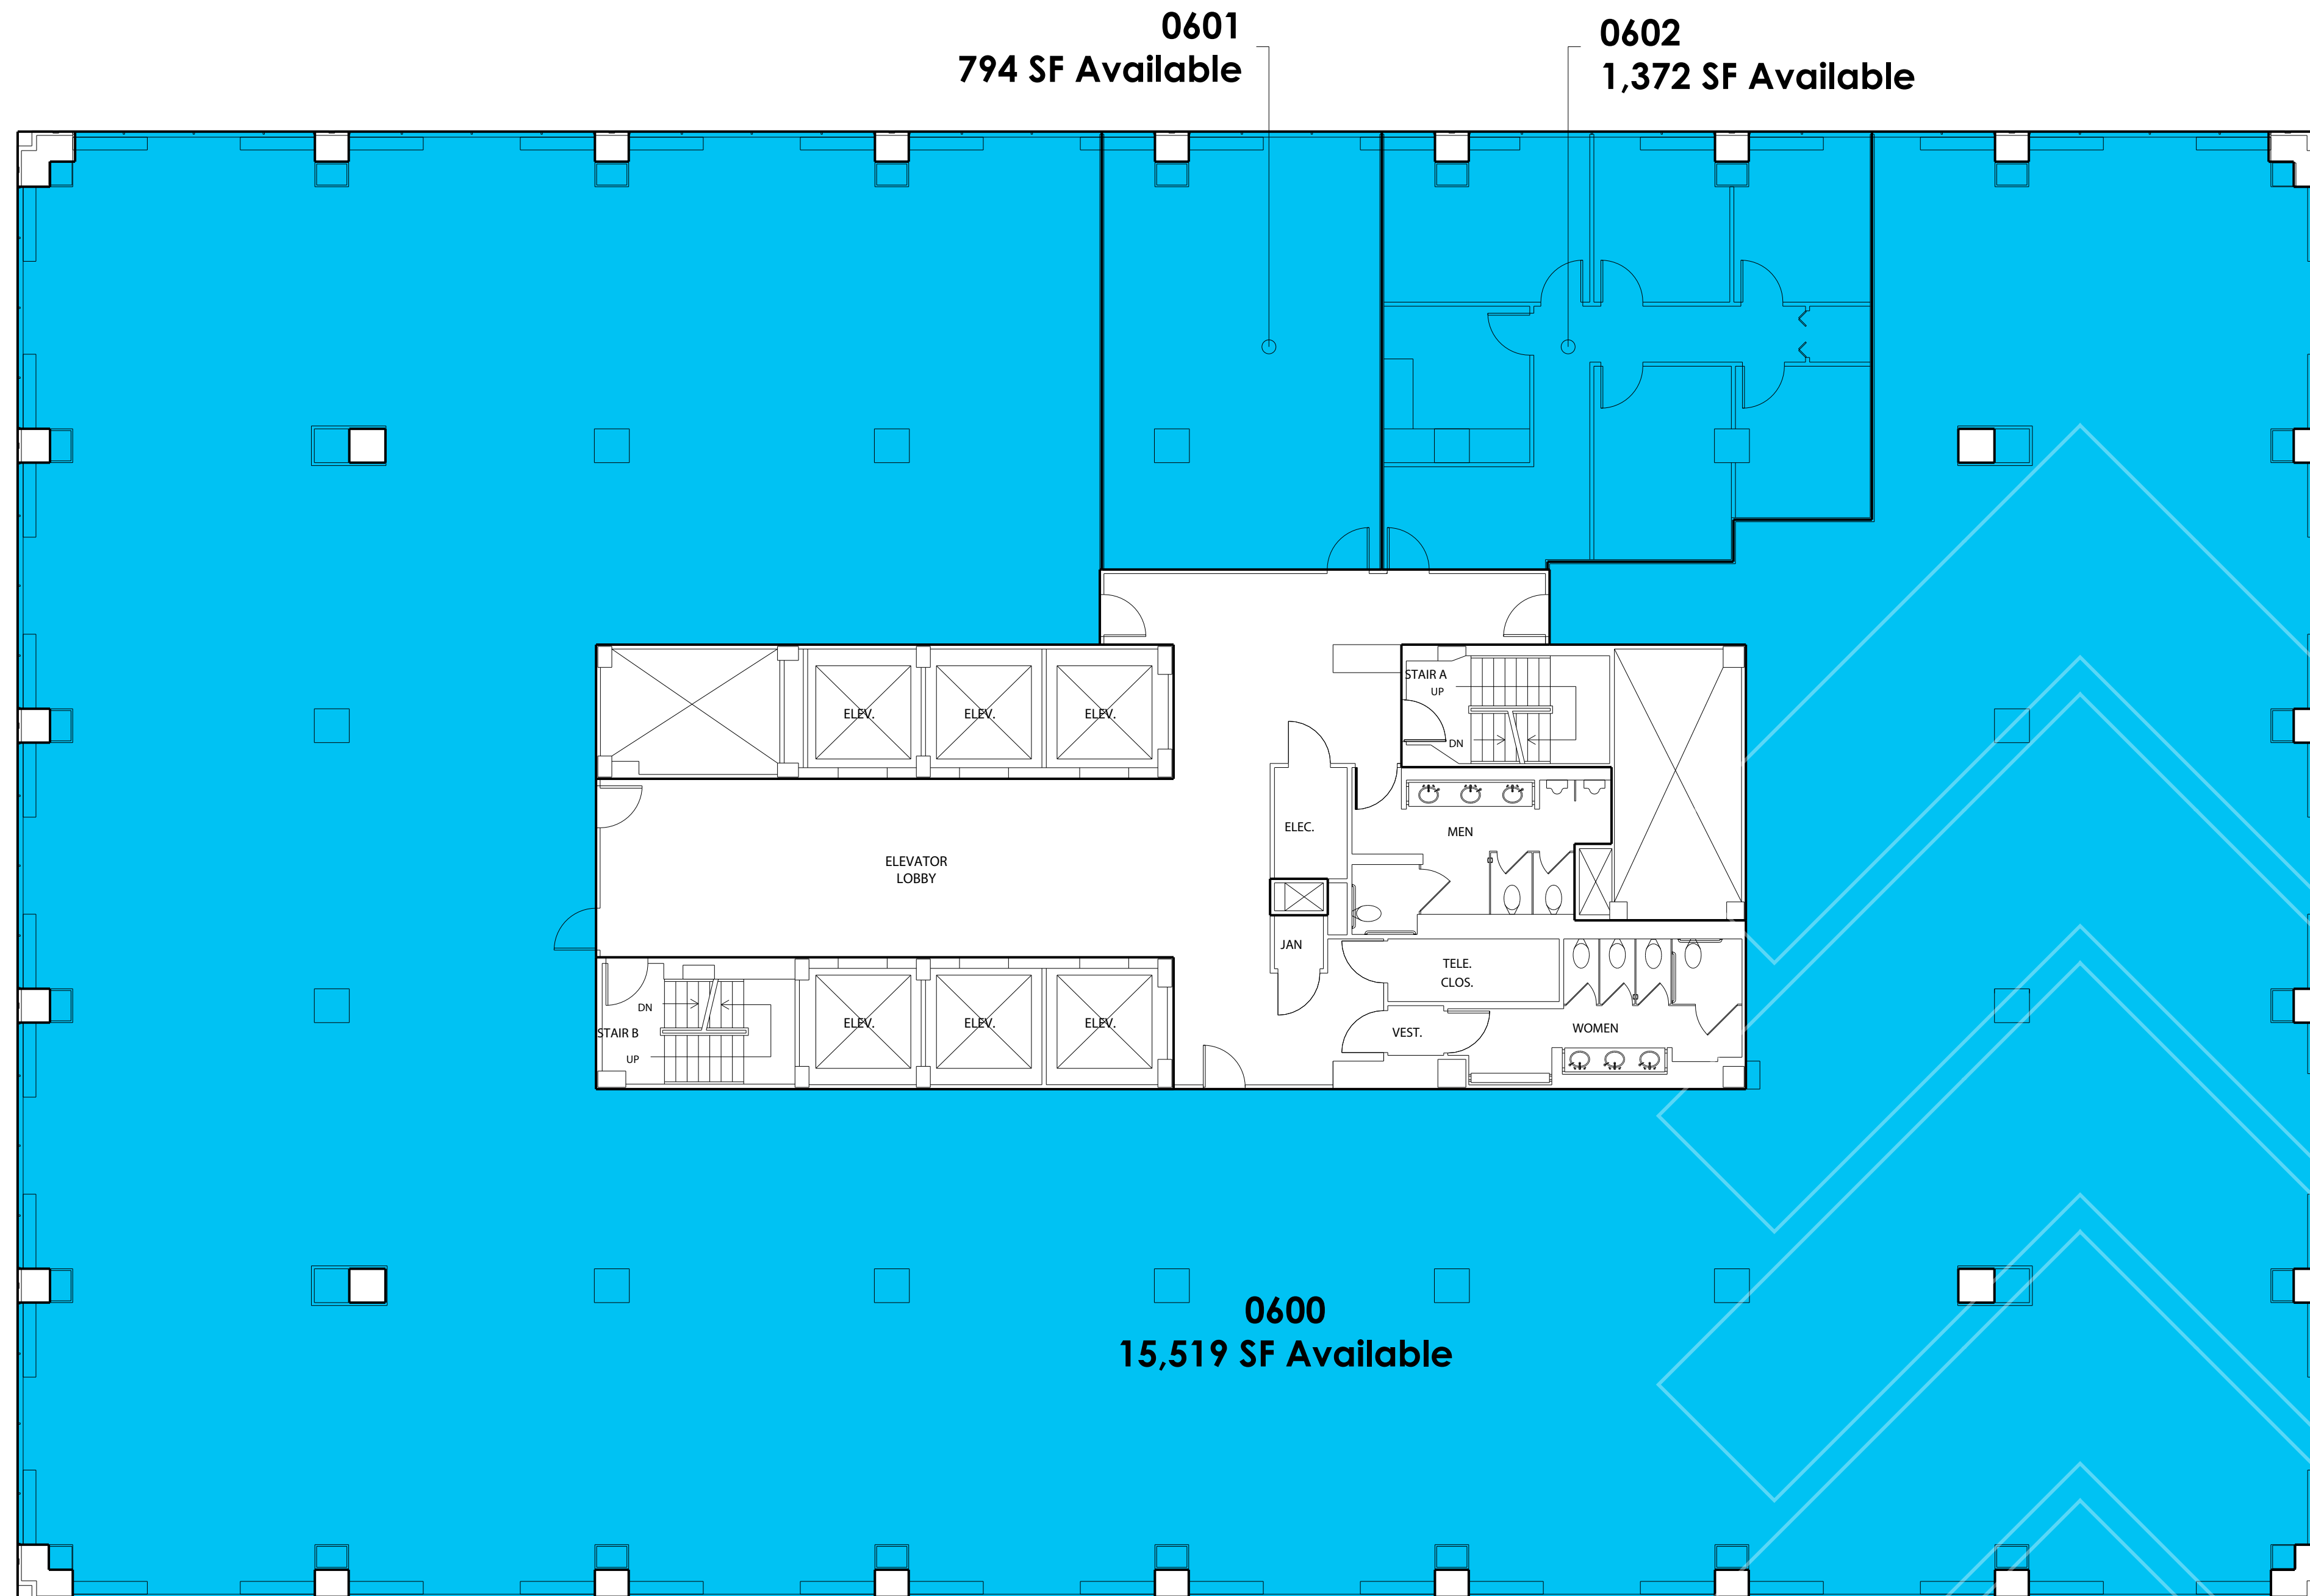 0601
794 SF Available
0602
1,372 SF Available
STAIR A
UP
DN
ELEV.
ELEV.
ELEV.
ELEC.
MEN
ELEVATOR
LOBBY
JAN
TELE.
CLOS.
DN
STAIR B
UP
ELEV.
ELEV.
ELEV.
VEST.
WOMEN
0600
15,519 SF Available